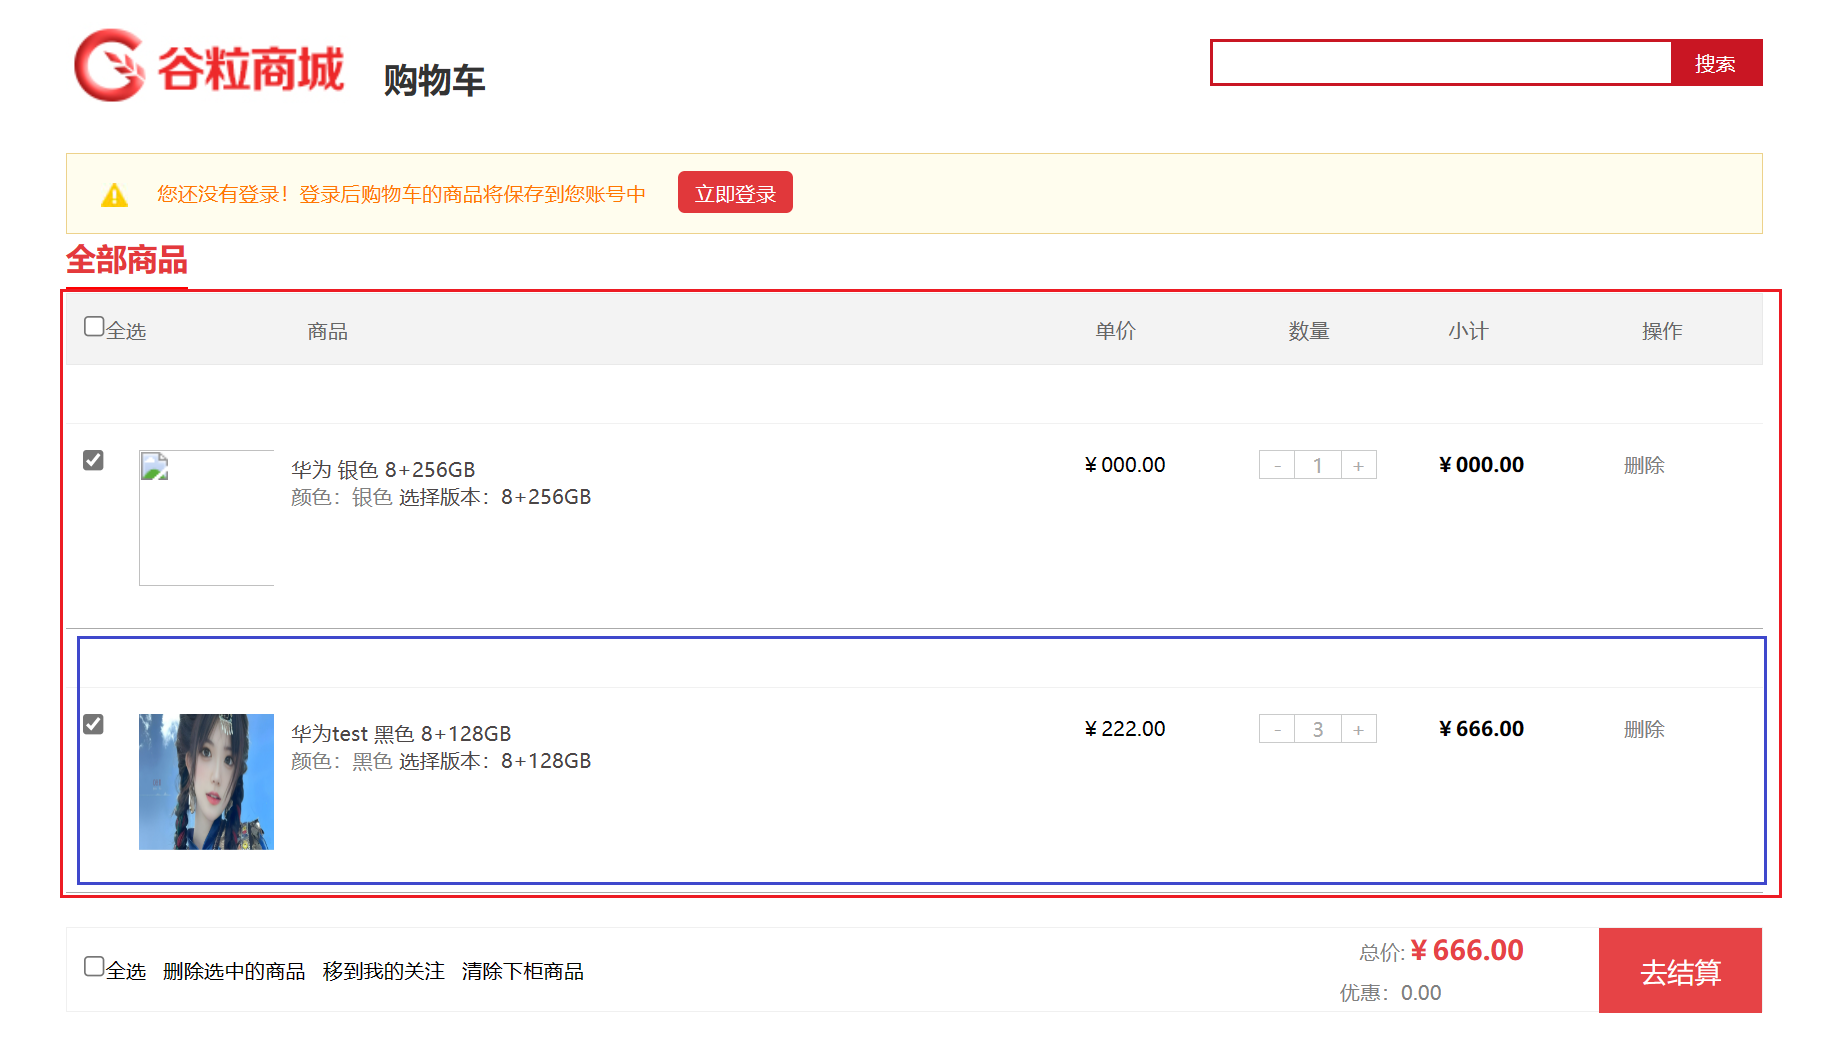 谷粒商城 购物车 搜索
您还没有登录！登录后购物车的商品将保存到您账号中 立即登录
全部商品
全选 商品 单价 数量 小计 操作
华为 银色 8+256GB ¥000.00 - 1 + ¥000.00 删除
颜色：银色 选择版本：8+256GB
华为test 黑色 8+128GB ¥222.00 - 3 + ¥666.00 删除
颜色：黑色 选择版本：8+128GB
全选 删除选中的商品 移到我的关注 清除下柜商品 总价: ¥666.00 去结算
优惠：0.00